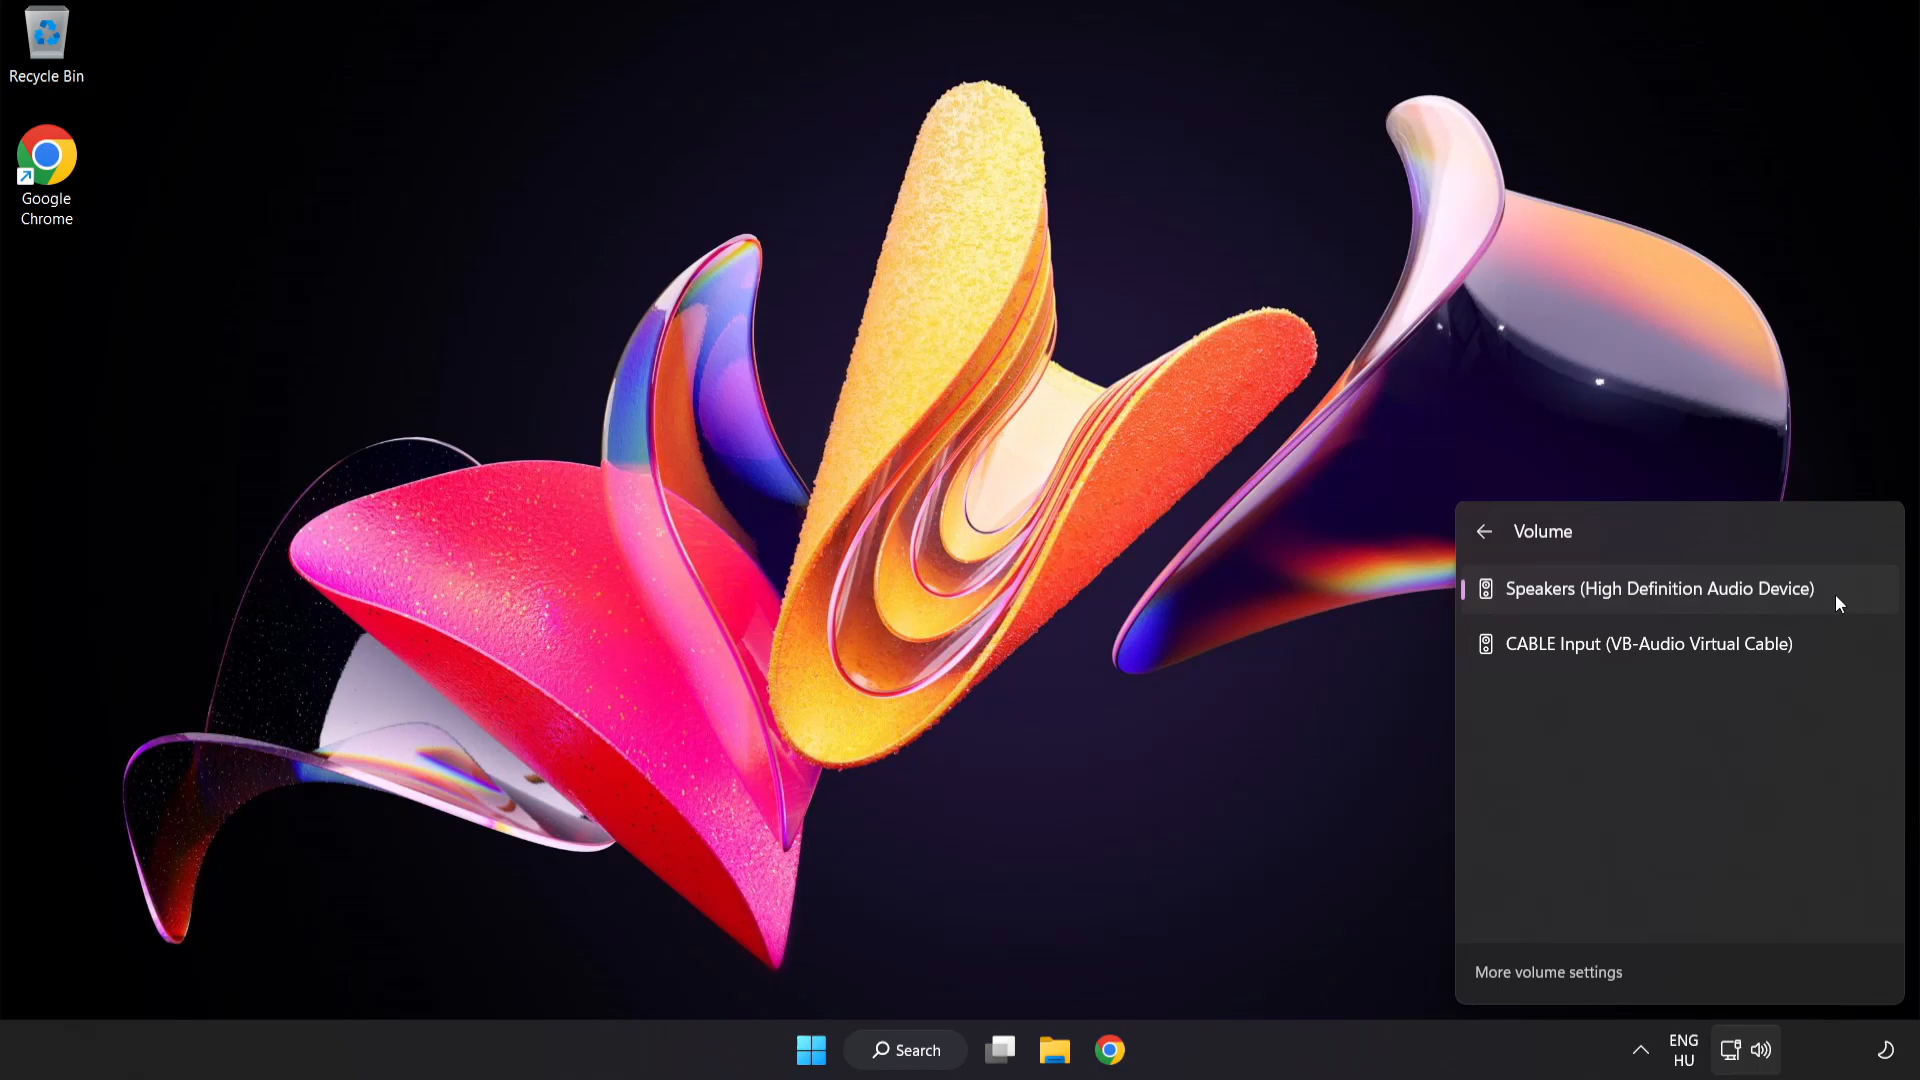 Recycle Bin
Google
Chrome
Volume
Speakers (High Definition Audio Device)
CABLE Input (VB-Audio Virtual Cable)
More volume settings
Search
ENG
HU